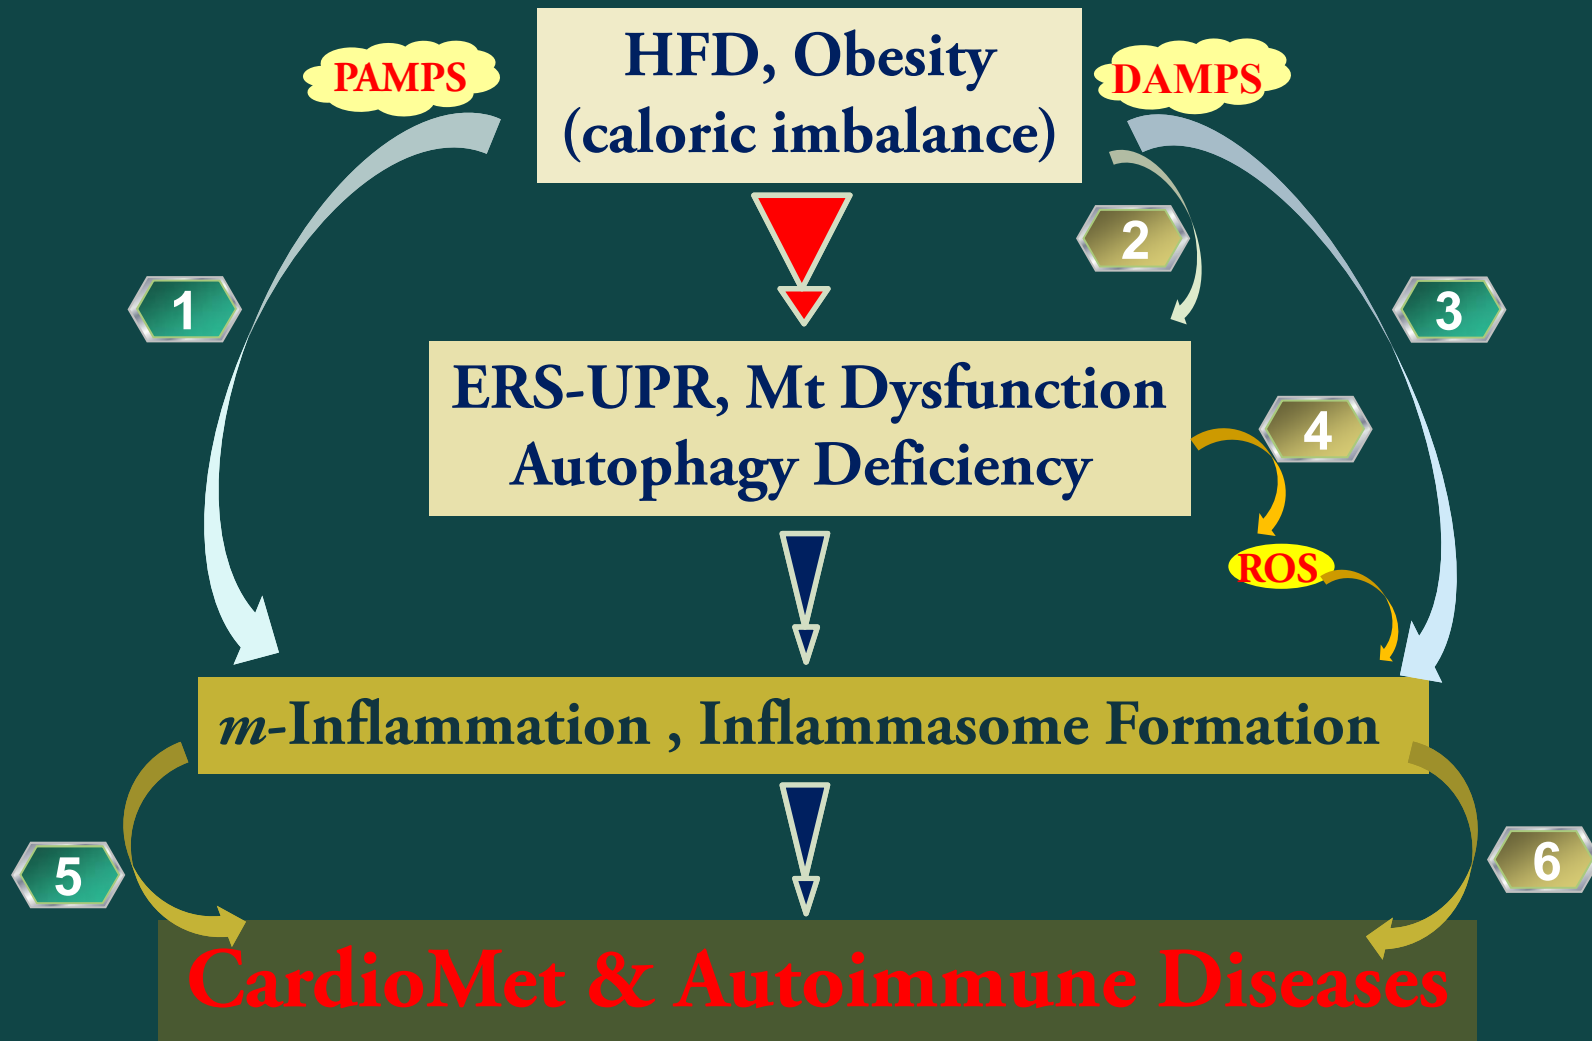 HFD, Obesity
(caloric imbalance)
PAMPS
DAMPS
1
2
3
ERS-UPR, Mt Dysfunction
Autophagy Deficiency
4
ROS
m-Inflammation , Inflammasome Formation
5
6
CardioMet & Autoimmune Diseases